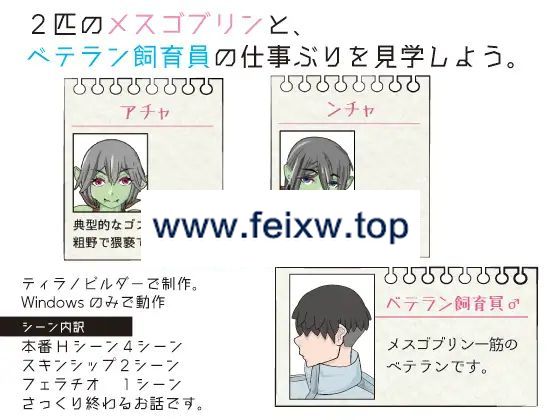 ２匹のメスゴブリンと、
ベテラン飼育員の仕事ぶりを見学しよう。
アチャ
ンチャ
典型的なゴブ
粗野で猥褻で
www.feixw.top
ティラノビルダーで制作。
Windowsのみで動作
シーン内訳
本番Ｈシーン４シーン
スキンシップ２シーン
フェラチオ　１シーン
さっくり終わるお話です。
ベテラン飼育員♂
メスゴブリン一筋の
ベテランです。